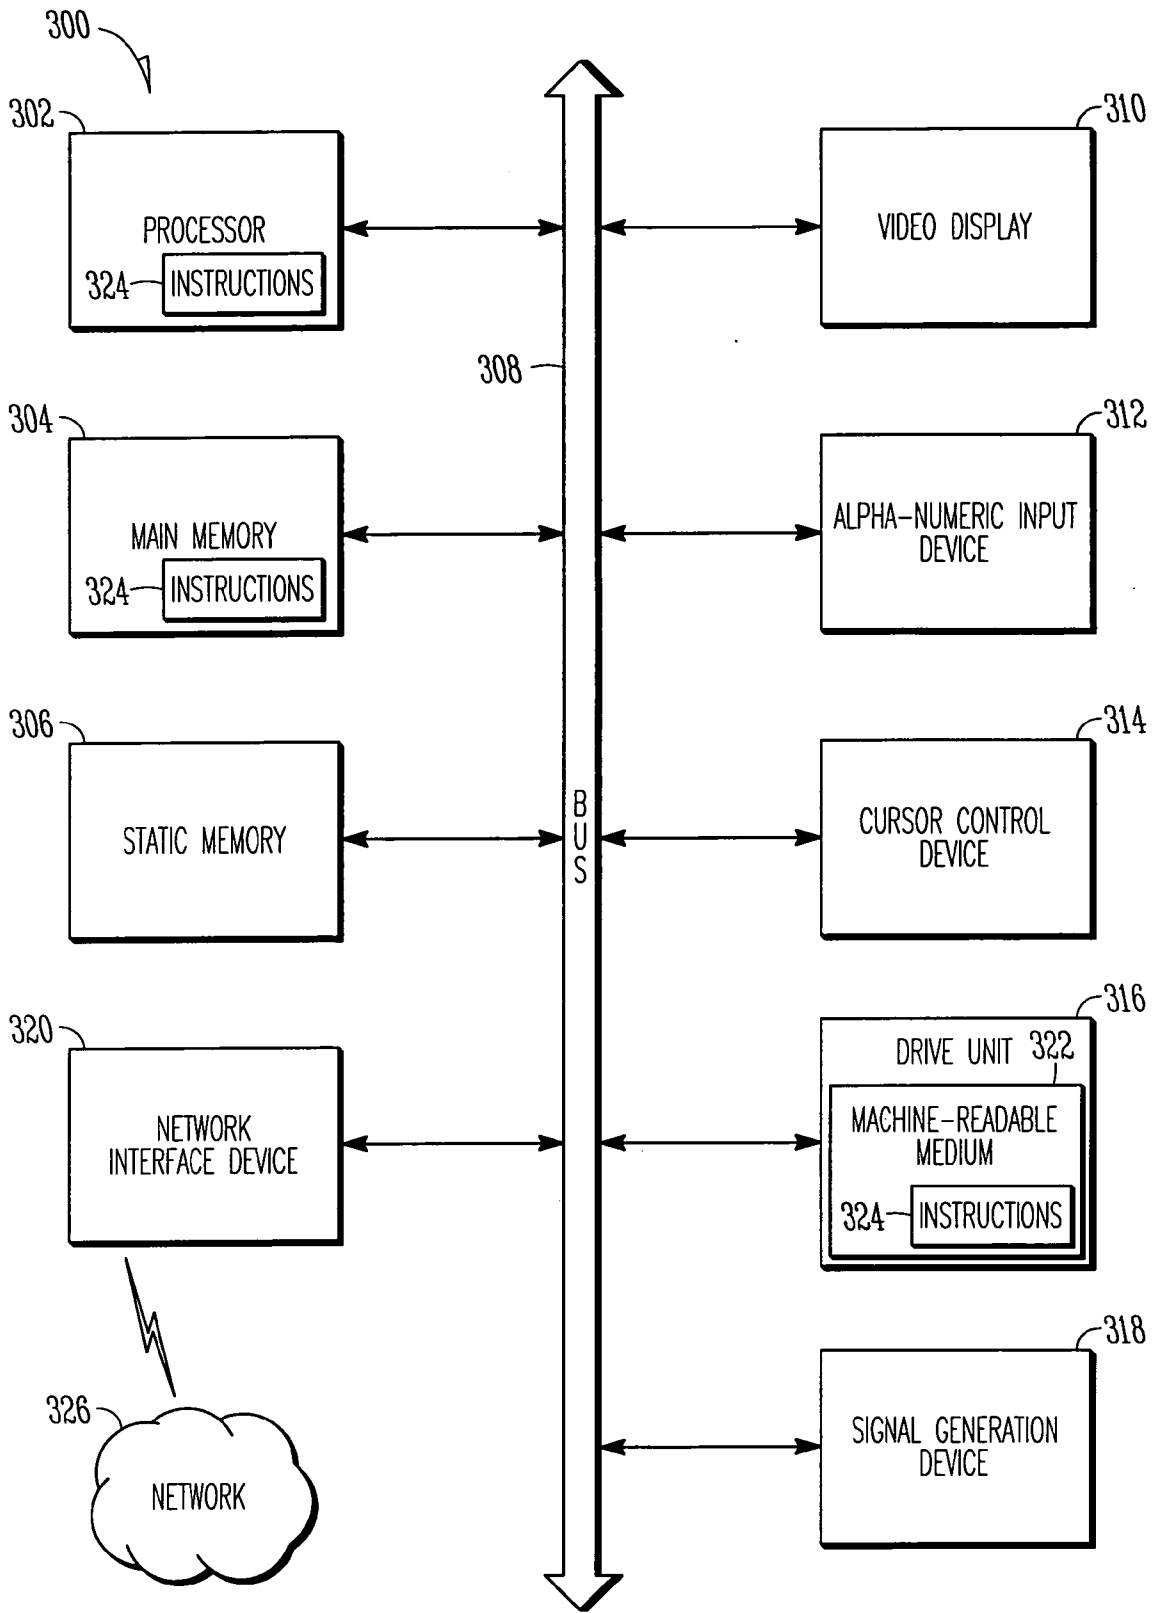 300
302
PROCESSOR
324
INSTRUCTIONS
304
MAIN MEMORY
324
INSTRUCTIONS
306
STATIC MEMORY
320
NETWORK
INTERFACE DEVICE
326
NETWORK
308
BUS
310
VIDEO DISPLAY
312
ALPHA-NUMERIC INPUT
DEVICE
314
CURSOR CONTROL
DEVICE
316
DRIVE UNIT
322
MACHINE-READABLE
MEDIUM
324
INSTRUCTIONS
318
SIGNAL GENERATION
DEVICE